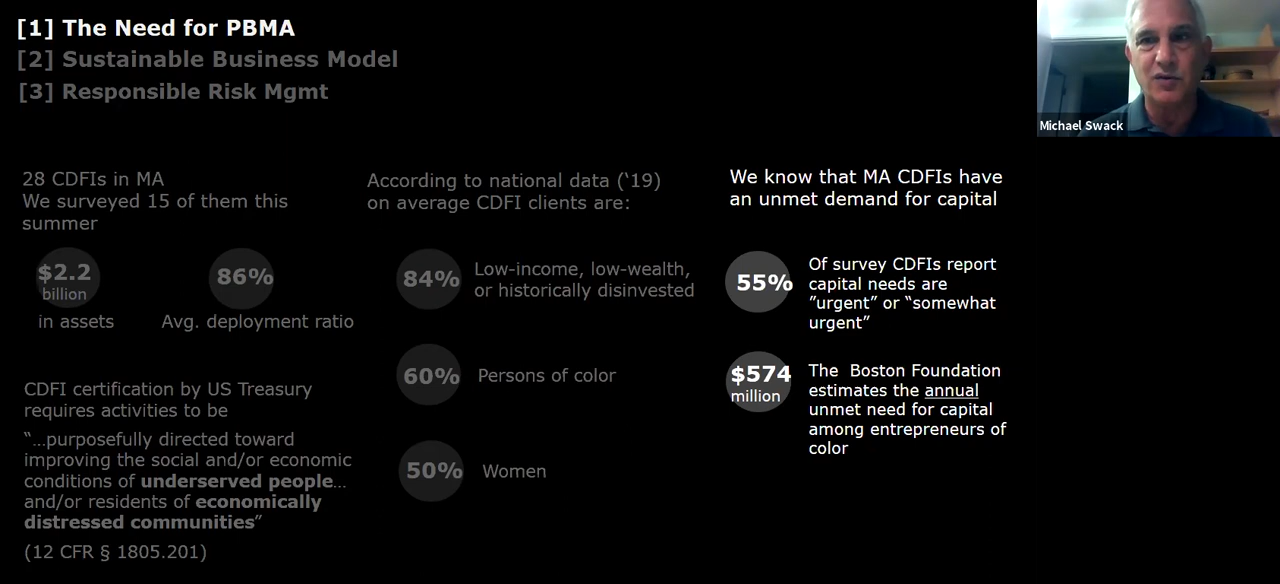 [1] The Need for PBMA
[2] Sustainable Business Model
[3] Responsible Risk Mgmt
Michael Swack
28 CDFIs in MA
We surveyed 15 of them this
summer
$2.2
billion
in assets
86%
Avg. deployment ratio
CDFI certification by US Treasury
requires activities to be
“…purposefully directed toward
improving the social and/or economic
conditions of underserved people…
and/or residents of economically
distressed communities”
(12 CFR § 1805.201)
According to national data (‘19)
on average CDFI clients are:
84%
Low-income, low-wealth,
or historically disinvested
60%
Persons of color
50%
Women
We know that MA CDFIs have
an unmet demand for capital
55%
Of survey CDFIs report
capital needs are
”urgent” or “somewhat
urgent”
$574
million
The Boston Foundation
estimates the annual
unmet need for capital
among entrepreneurs of
color